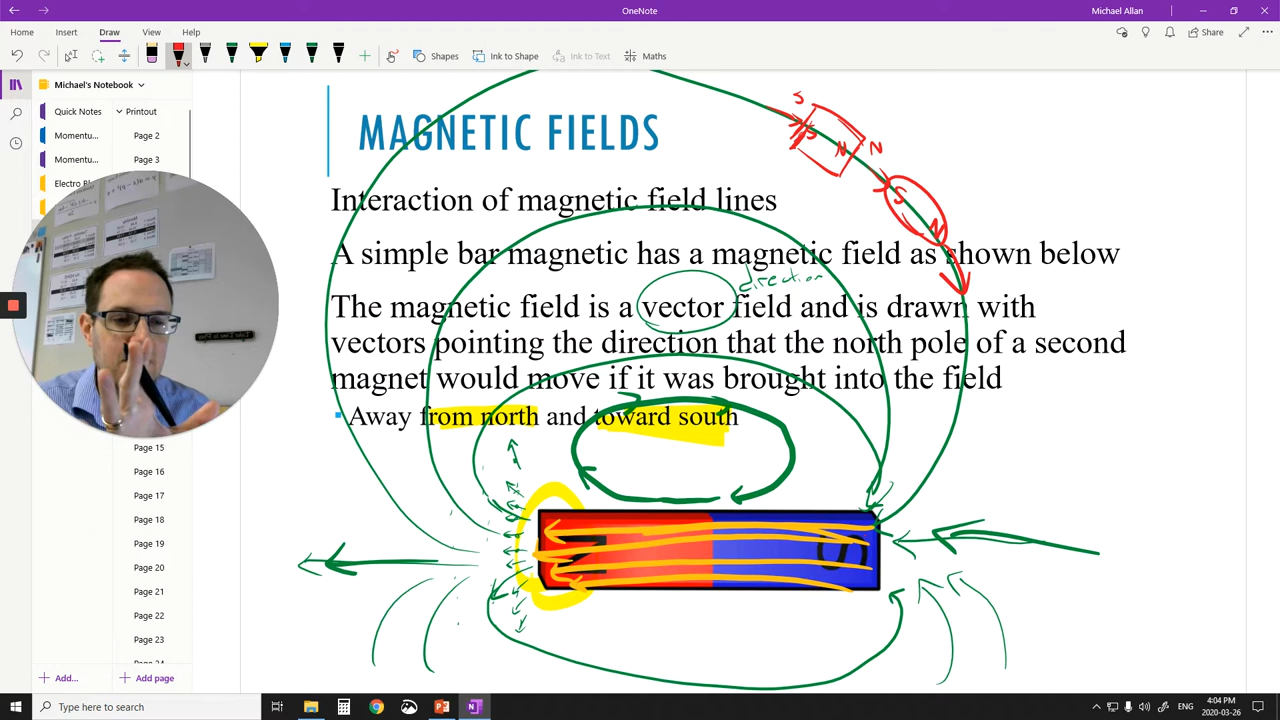 OneNote
Michael Allan
Home Insert Draw View Help
Share
Shapes
Ink to Shape
Ink to Text
Maths
Michael's Notebook
Quick Notes
Printout
Momentu...
Page 2
Momentu...
Page 3
Electro B
Page 15
Page 16
Page 17
Page 18
Page 19
Page 20
Page 21
Page 22
Page 23
Page 24
Add...
Add page
MAGNETIC FIELDS
S
S N N
S N
Interaction of magnetic field lines
A simple bar magnetic has a magnetic field as shown below
direction
The magnetic field is a vector field and is drawn with
vectors pointing the direction that the north pole of a second
magnet would move if it was brought into the field
Away from north and toward south
N S
Type here to search
ENG
4:04 PM
2020-03-26